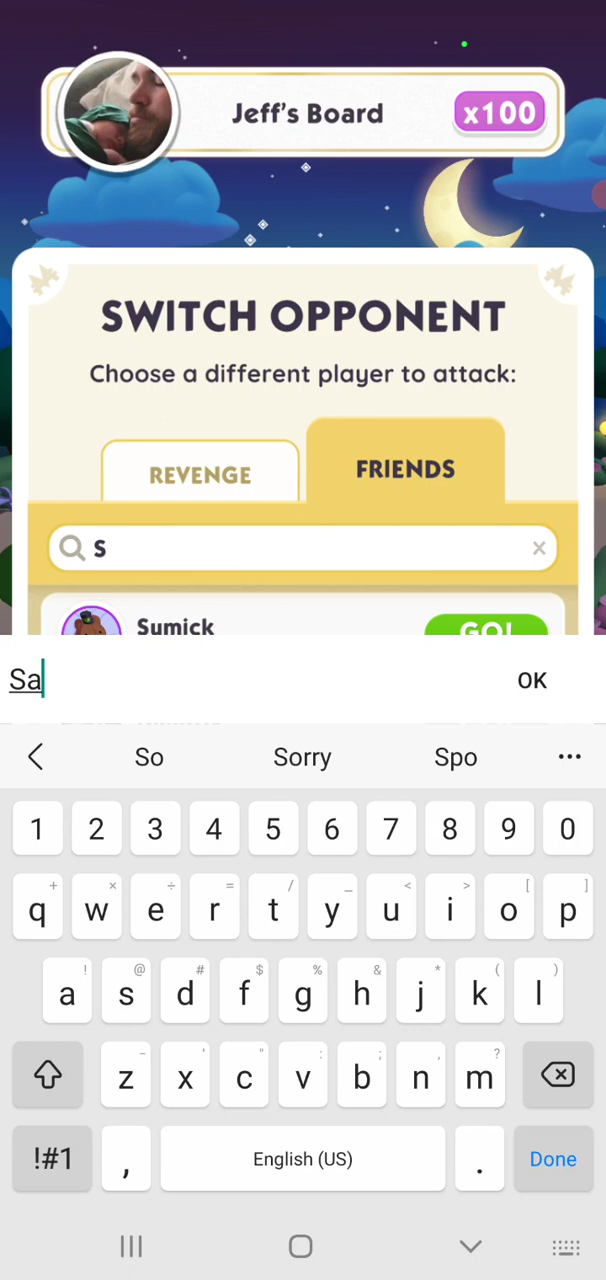 Jeff's Board
x100
SWITCH OPPONENT
Choose a different player to attack:
REVENGE
FRIENDS
S
×
Sumick
GO!
Sa
OK
So
Sorry
Spo
1 2 3 4 5 6 7 8 9 0
+ × ÷ = / _ < > [ ]
q w e r t y u i o p
! @ # $ % & * ( )
a s d f g h j k l
- ' " : ; , ?
z x c v b n m
!#1
,
English (US)
.
Done